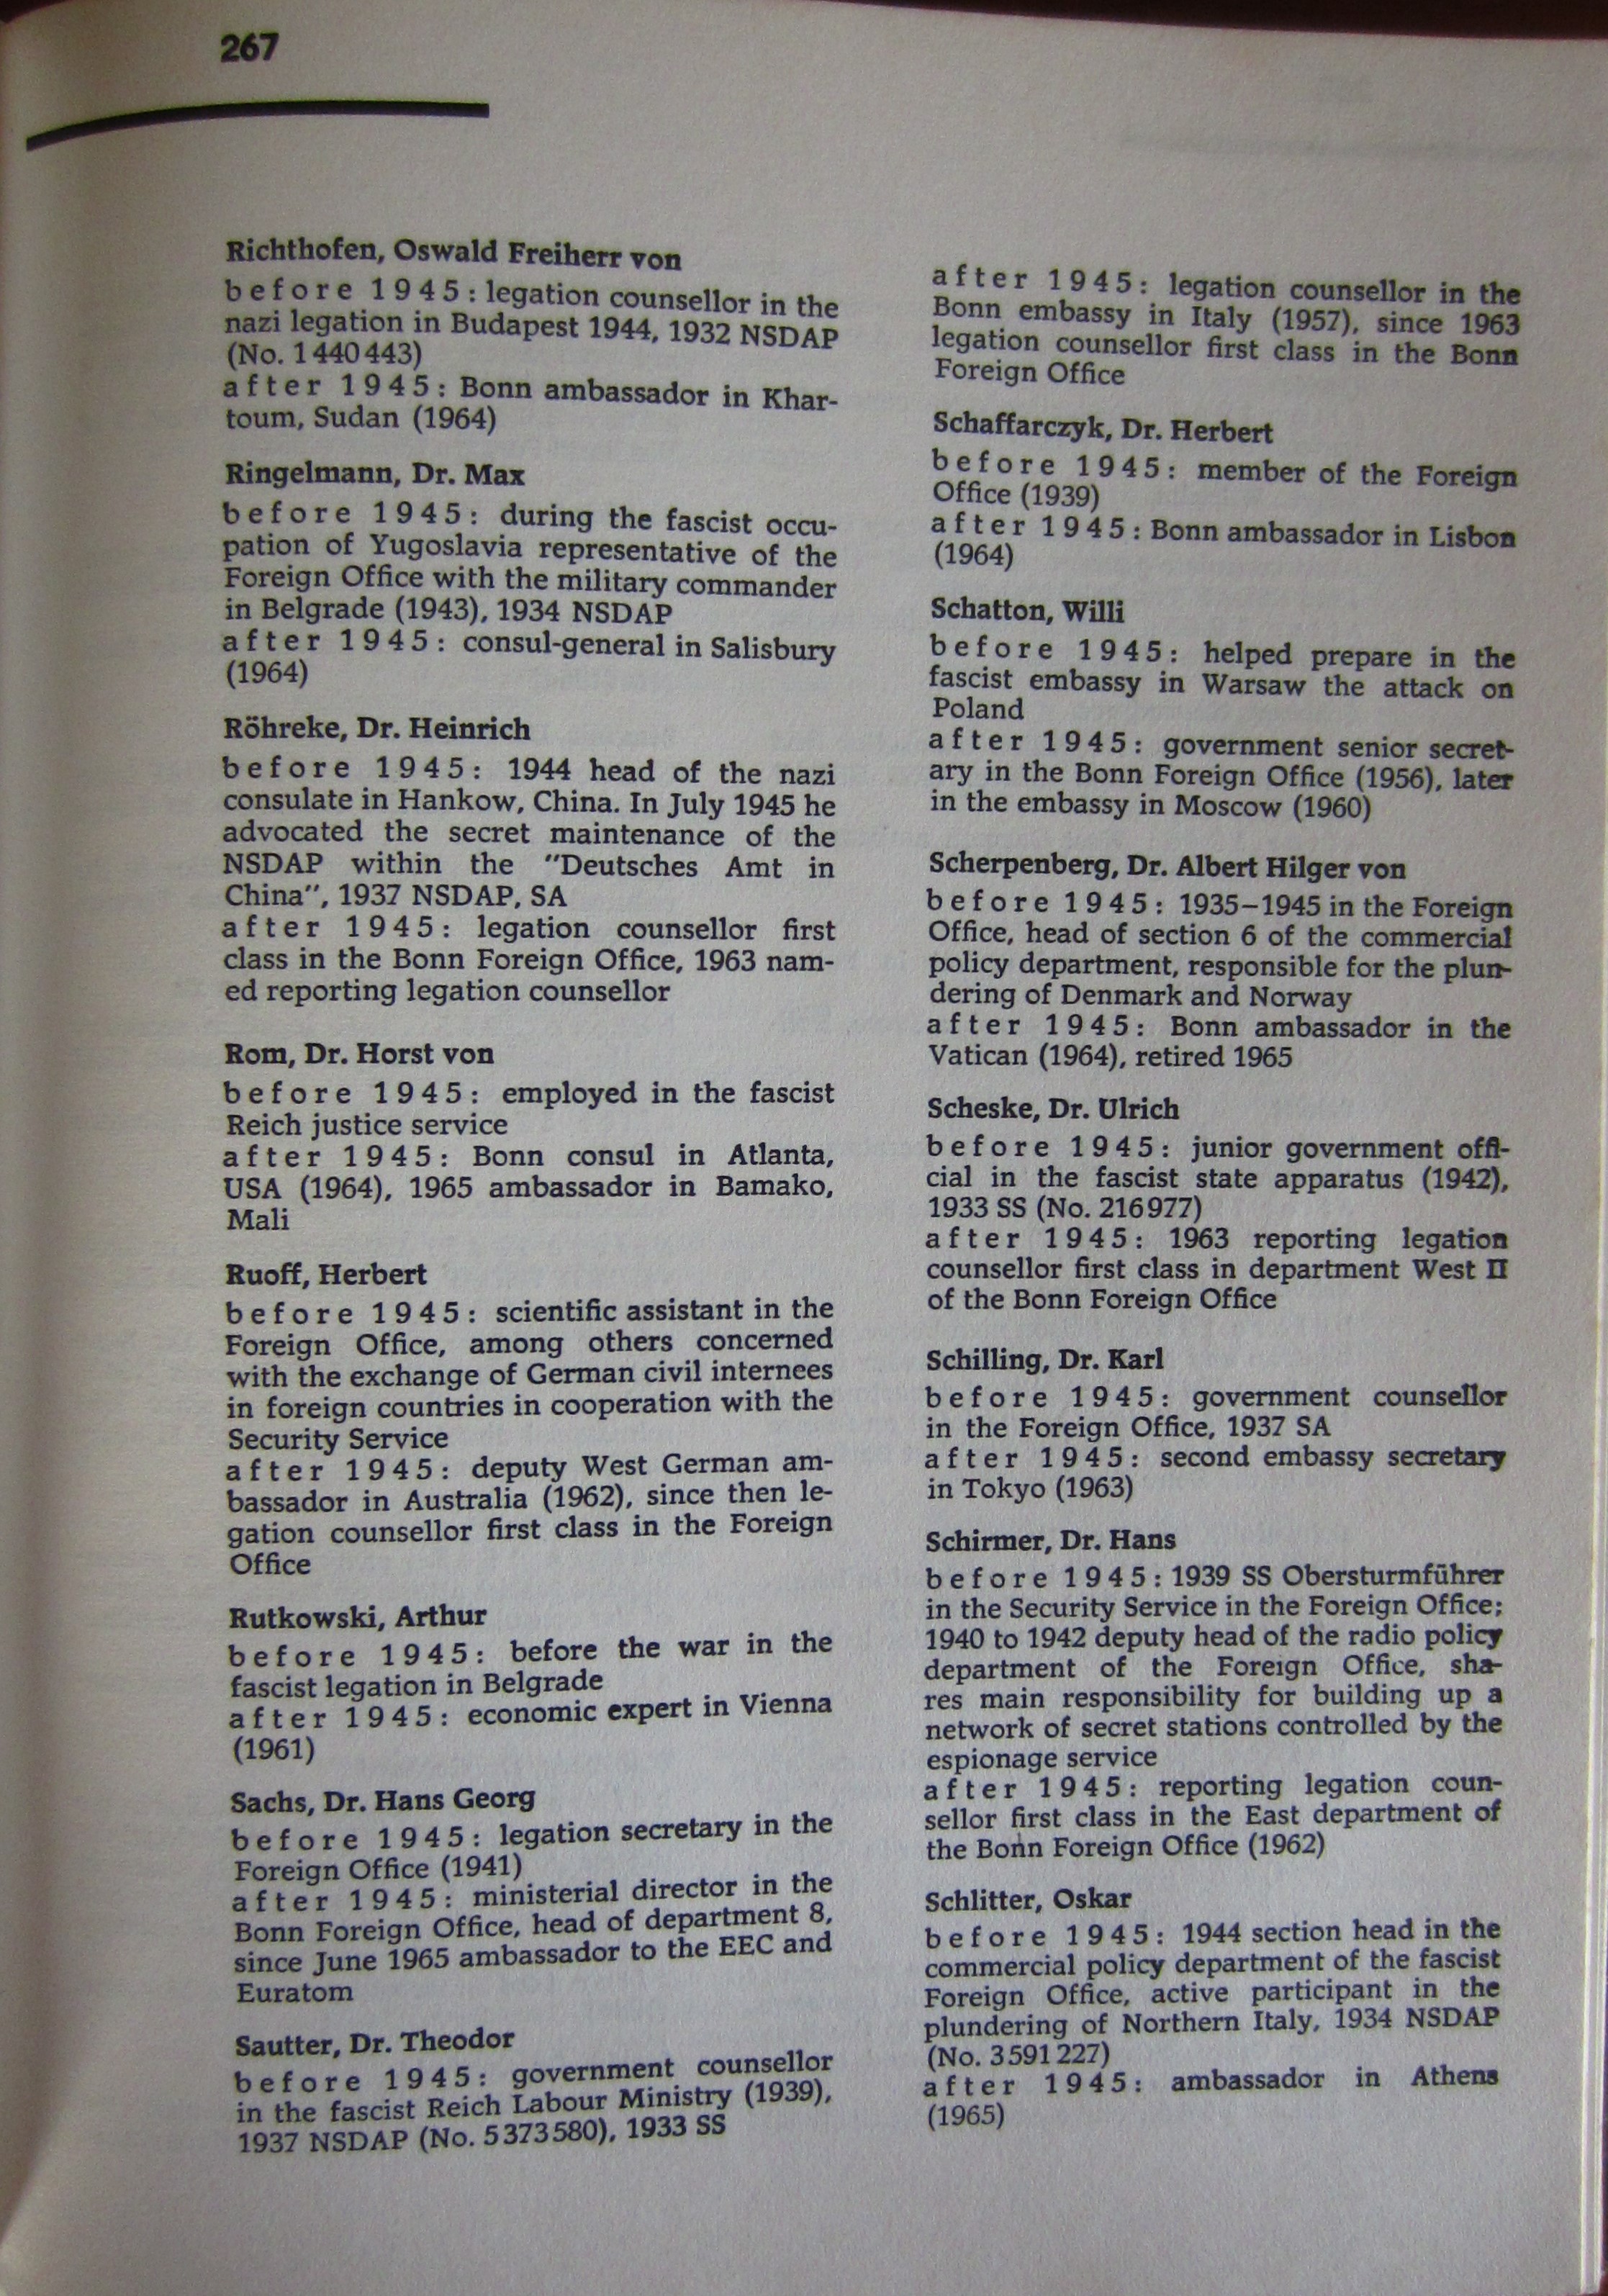 267
Richthofen, Oswald Freiherr von
before 1945: legation counsellor in the
nazi legation in Budapest 1944, 1932 NSDAP
(No. 1 440 443)
after 1945: Bonn ambassador in Khar-
toum, Sudan (1964)
Ringelmann, Dr. Max
before 1945: during the fascist occu-
pation of Yugoslavia representative of the
Foreign Office with the military commander
in Belgrade (1943), 1934 NSDAP
after 1945: consul-general in Salisbury
(1964)
Röhreke, Dr. Heinrich
before 1945: 1944 head of the nazi
consulate in Hankow, China. In July 1945 he
advocated the secret maintenance of the
NSDAP within the "Deutsches Amt in
China", 1937 NSDAP, SA
after 1945: legation counsellor first
class in the Bonn Foreign Office, 1963 nam-
ed reporting legation counsellor
Rom, Dr. Horst von
before 1945: employed in the fascist
Reich justice service
after 1945: Bonn consul in Atlanta,
USA (1964), 1965 ambassador in Bamako,
Mali
Ruoff, Herbert
before 1945: scientific assistant in the
Foreign Office, among others concerned
with the exchange of German civil internees
in foreign countries in cooperation with the
Security Service
after 1945: deputy West German am-
bassador in Australia (1962), since then le-
gation counsellor first class in the Foreign
Office
Rutkowski, Arthur
before 1945: before the war in the
fascist legation in Belgrade
after 1945: economic expert in Vienna
(1961)
Sachs, Dr. Hans Georg
before 1945: legation secretary in the
Foreign Office (1941)
after 1945: ministerial director in the
Bonn Foreign Office, head of department 8,
since June 1965 ambassador to the EEC and
Euratom
Sautter, Dr. Theodor
before 1945: government counsellor
in the fascist Reich Labour Ministry (1939),
1937 NSDAP (No. 5 373 580), 1933 SS
after 1945: legation counsellor in the
Bonn embassy in Italy (1957), since 1963
legation counsellor first class in the Bonn
Foreign Office
Schaffarczyk, Dr. Herbert
before 1945: member of the Foreign
Office (1939)
after 1945: Bonn ambassador in Lisbon
(1964)
Schatton, Willi
before 1945: helped prepare in the
fascist embassy in Warsaw the attack on
Poland
after 1945: government senior secret-
ary in the Bonn Foreign Office (1956), later
in the embassy in Moscow (1960)
Scherpenberg, Dr. Albert Hilger von
before 1945: 1935–1945 in the Foreign
Office, head of section 6 of the commercial
policy department, responsible for the plun-
dering of Denmark and Norway
after 1945: Bonn ambassador in the
Vatican (1964), retired 1965
Scheske, Dr. Ulrich
before 1945: junior government offi-
cial in the fascist state apparatus (1942),
1933 SS (No. 216 977)
after 1945: 1963 reporting legation
counsellor first class in department West II
of the Bonn Foreign Office
Schilling, Dr. Karl
before 1945: government counsellor
in the Foreign Office, 1937 SA
after 1945: second embassy secretary
in Tokyo (1963)
Schirmer, Dr. Hans
before 1945: 1939 SS Obersturmführer
in the Security Service in the Foreign Office;
1940 to 1942 deputy head of the radio policy
department of the Foreign Office, sha-
res main responsibility for building up a
network of secret stations controlled by the
espionage service
after 1945: reporting legation coun-
sellor first class in the East department of
the Bonn Foreign Office (1962)
Schlitter, Oskar
before 1945: 1944 section head in the
commercial policy department of the fascist
Foreign Office, active participant in the
plundering of Northern Italy, 1934 NSDAP
(No. 3 591 227)
after 1945: ambassador in Athens
(1965)